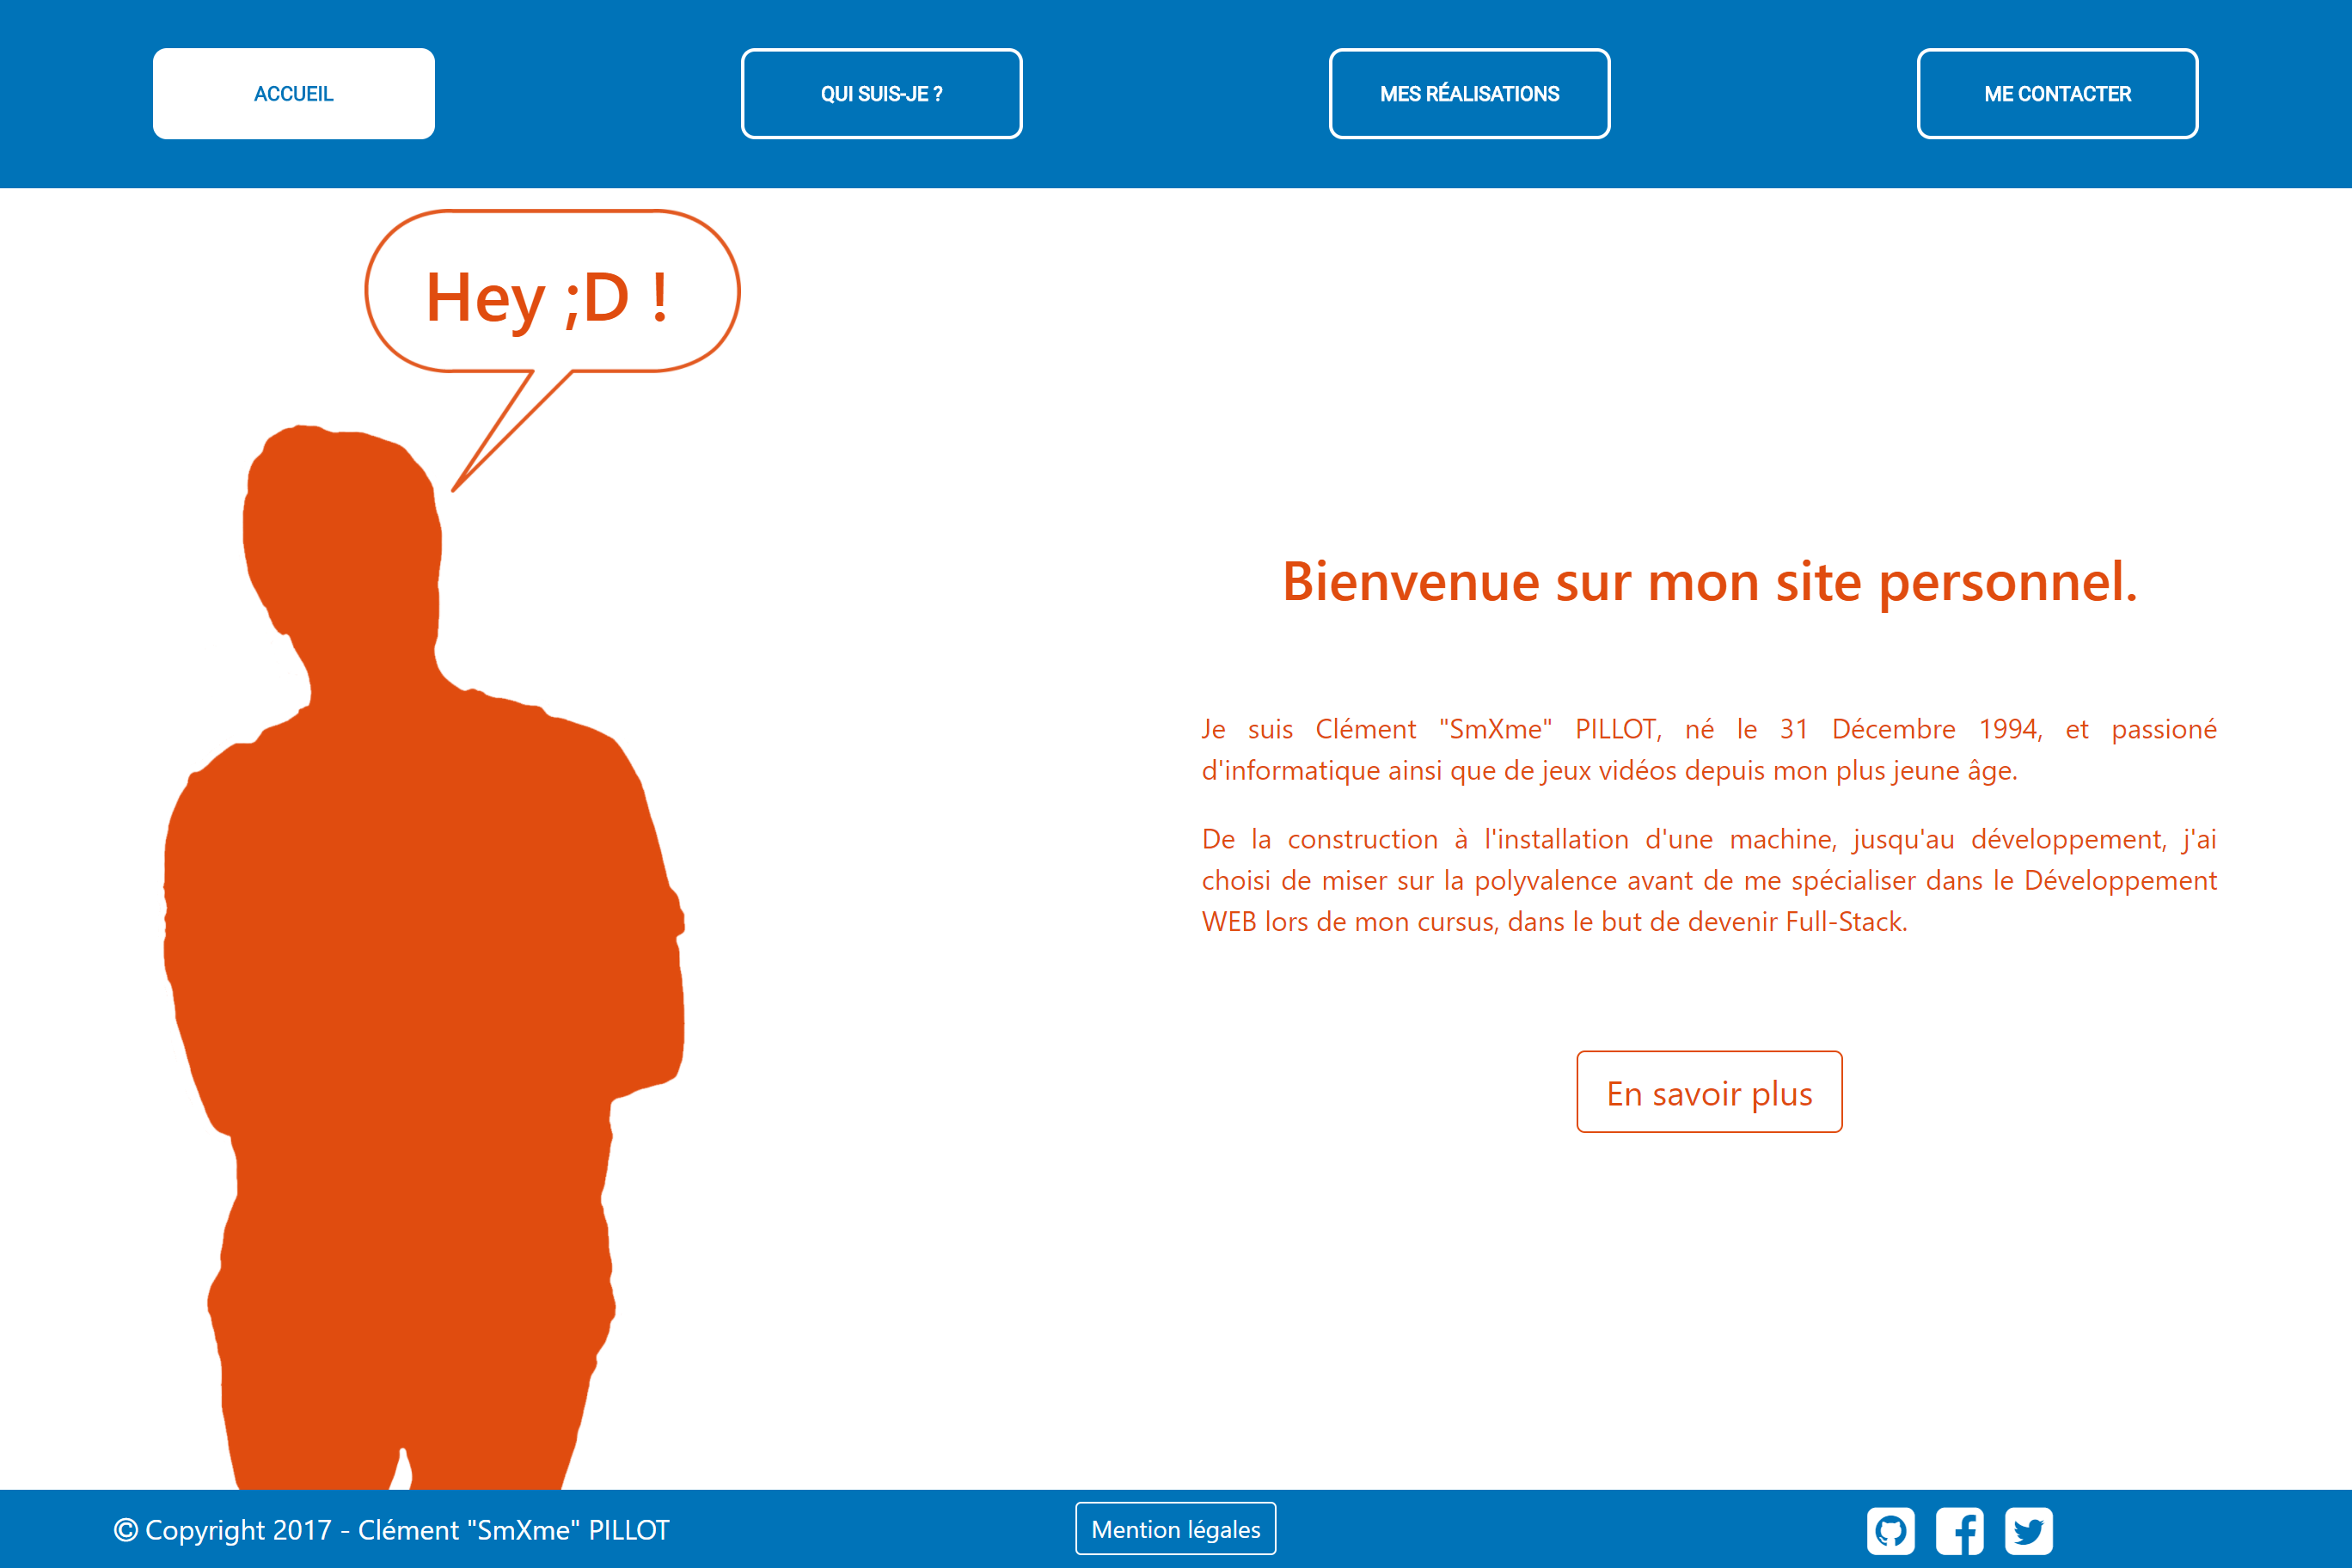 ACCUEIL
QUI SUIS-JE ?
MES RÉALISATIONS
ME CONTACTER
Hey ;D !
Bienvenue sur mon site personnel.
Je suis Clément "SmXme" PILLOT, né le 31 Décembre 1994, et passioné
d'informatique ainsi que de jeux vidéos depuis mon plus jeune âge.
De la construction à l'installation d'une machine, jusqu'au développement, j'ai
choisi de miser sur la polyvalence avant de me spécialiser dans le Développement
WEB lors de mon cursus, dans le but de devenir Full-Stack.
En savoir plus
© Copyright 2017 - Clément "SmXme" PILLOT
Mention légales